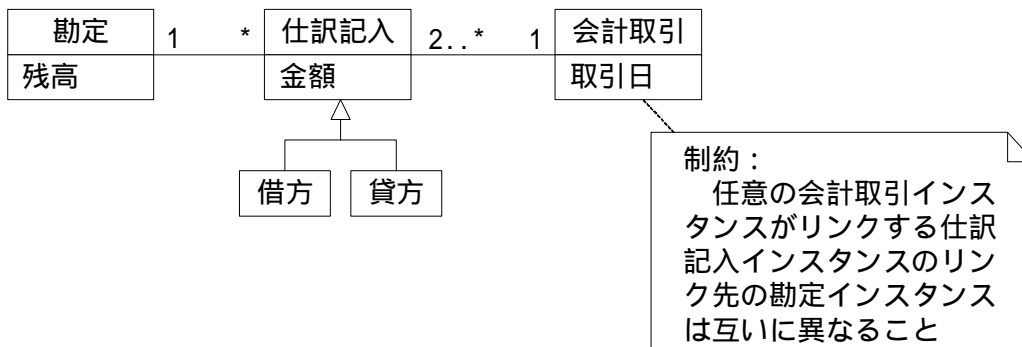 勘定
1
*
仕訳記入
2..*
1
会計取引
残高
金額
取引日
借方
貸方
制約：
任意の会計取引インス
タンスがリンクする仕訳
記入インスタンスのリン
ク先の勘定インスタンス
は互いに異なること